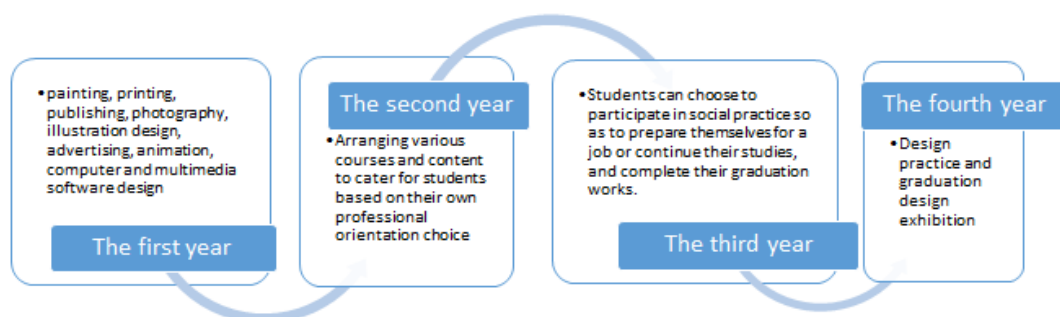 •painting, printing,
publishing, photography,
illustration design,
advertising, animation,
computer and multimedia
software design
The first year
The second year
•Arranging various
courses and content
to cater for students
based on their own
professional
orientation choice
•Students can choose to
participate in social practice so
as to prepare themselves for a
job or continue their studies,
and complete their graduation
works.
The third year
The fourth year
•Design
practice and
graduation
design
exhibition